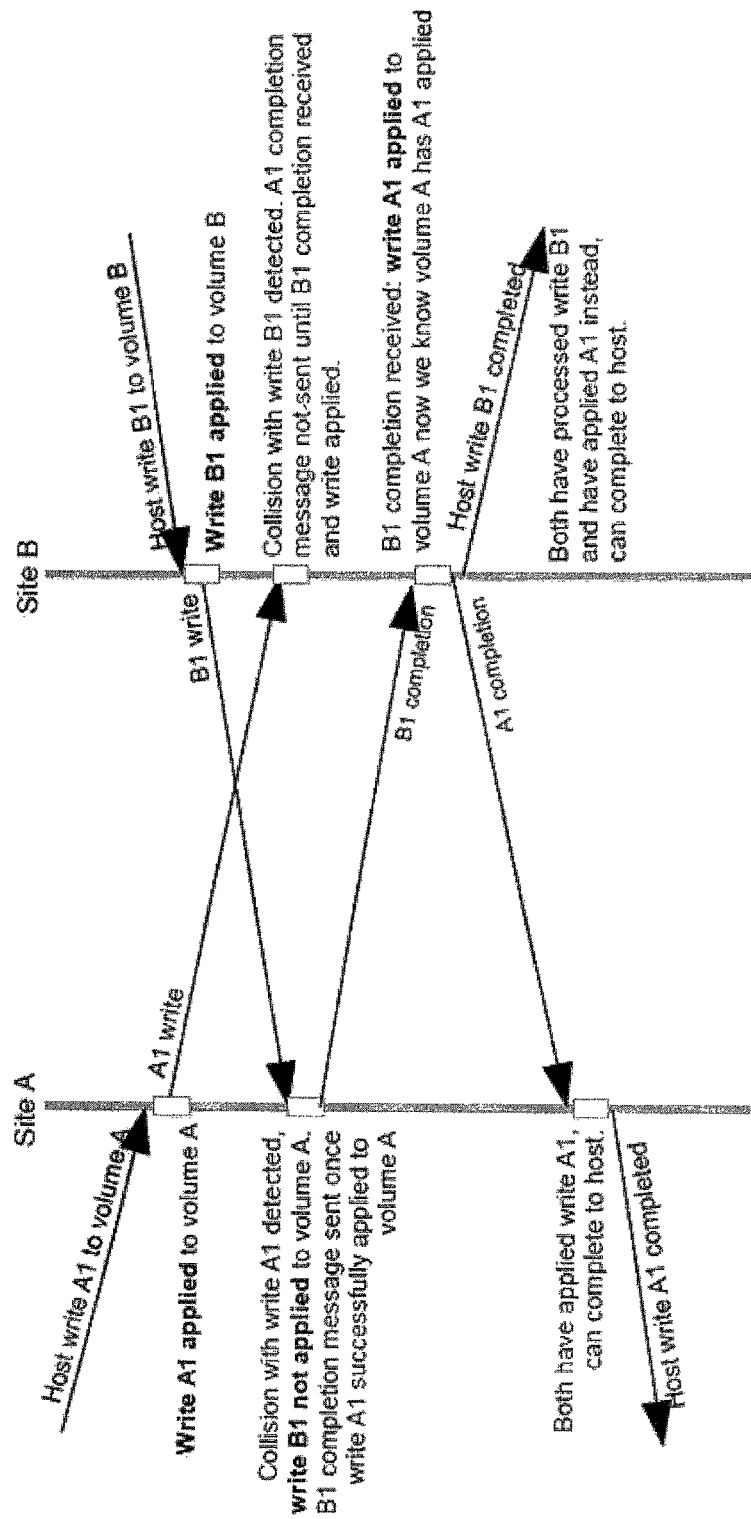 Site A
Site B
Host write A1 to volume A
Host write B1 to volume B
Write A1 applied to volume A
A1 write
B1 write
Write B1 applied to volume B
Collision with write A1 detected,
write B1 not applied to volume A.
B1 completion message sent once
write A1 successfully applied to
volume A
Collision with write B1 detected. A1 completion
message not sent until B1 completion received
and write applied.
B1 completion
B1 completion received: write A1 applied to
volume A now we know volume A has A1 applied
A1 completion
Host write B1 completed
Both have applied write A1,
can complete to host.
Host write A1 completed
Both have processed write B1
and have applied A1 instead,
can complete to host.